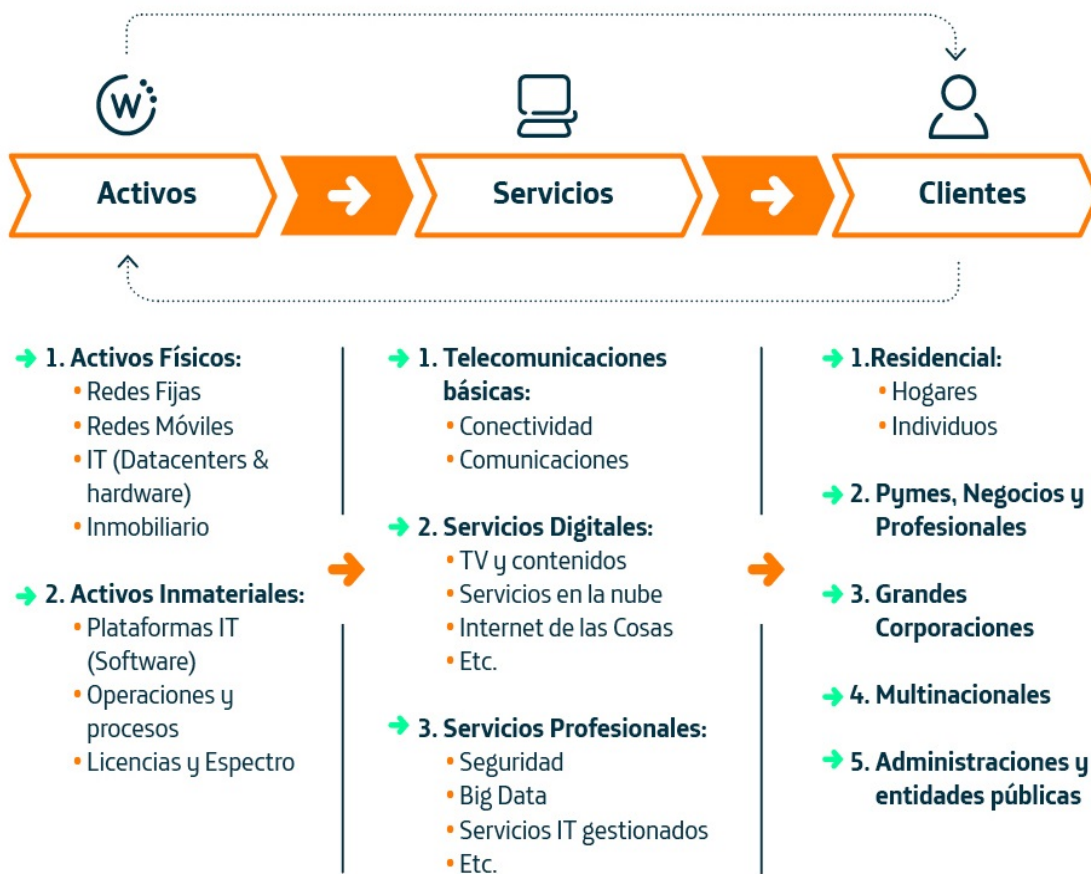 W
Activos
Servicios
Clientes
1. Activos Físicos:
• Redes Fijas
• Redes Móviles
• IT (Datacenters &
hardware)
• Inmobiliario
2. Activos Inmateriales:
• Plataformas IT
(Software)
• Operaciones y
procesos
• Licencias y Espectro
1. Telecomunicaciones
básicas:
• Conectividad
• Comunicaciones
2. Servicios Digitales:
• TV y contenidos
• Servicios en la nube
• Internet de las Cosas
• Etc.
3. Servicios Profesionales:
• Seguridad
• Big Data
• Servicios IT gestionados
• Etc.
1.Residencial:
• Hogares
• Individuos
2. Pymes, Negocios y
Profesionales
3. Grandes
Corporaciones
4. Multinacionales
5. Administraciones y
entidades públicas